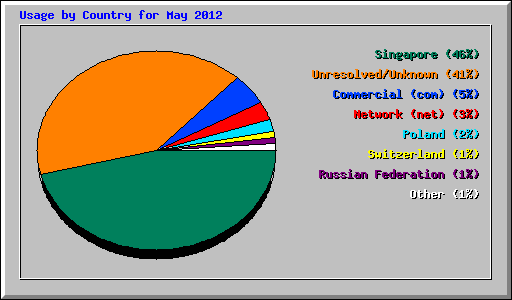 Usage by Country for May 2012
Singapore (46%)
Unresolved/Unknown (41%)
Commercial (com) (5%)
Network (net) (3%)
Poland (2%)
Switzerland (1%)
Russian Federation (1%)
Other (1%)